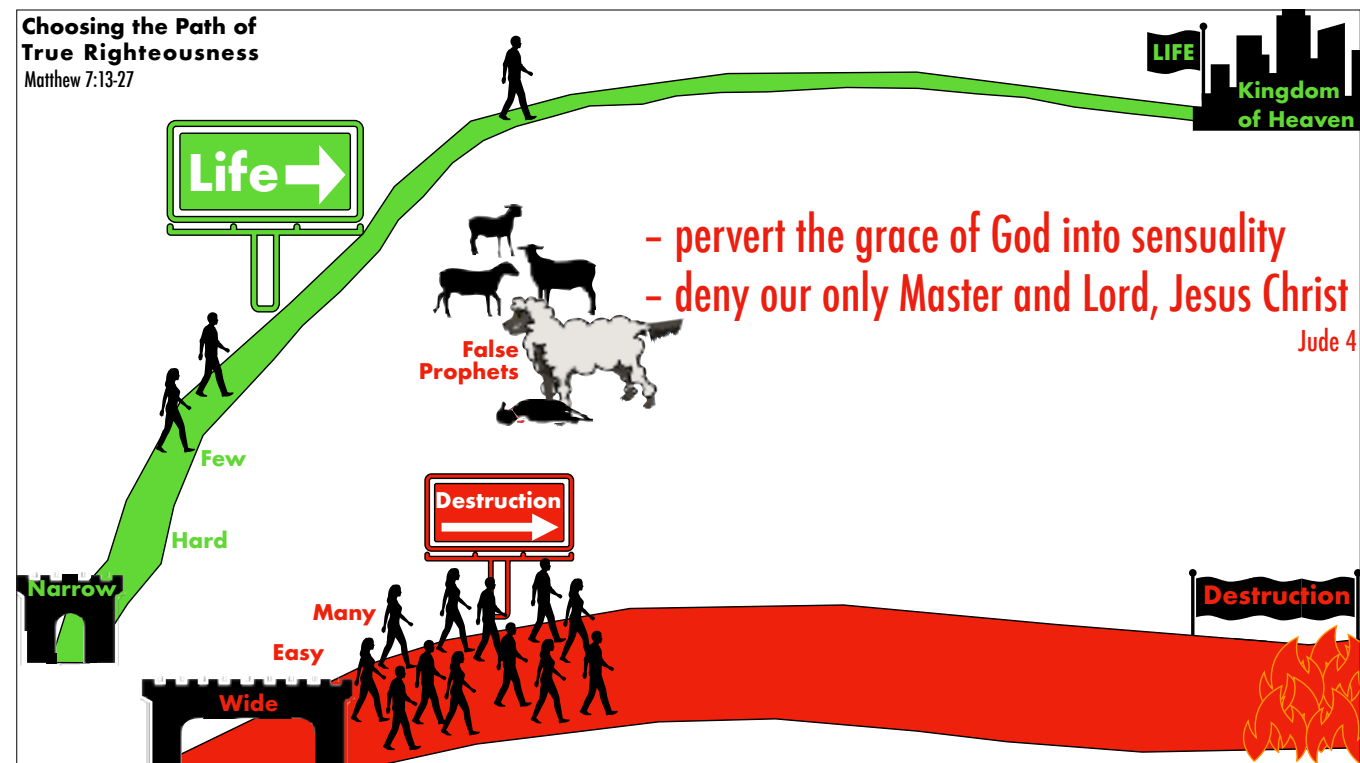 Choosing the Path of
True Righteousness
Matthew 7:13-27
LIFE
Kingdom
of Heaven
Life
– pervert the grace of God into sensuality
– deny our only Master and Lord, Jesus Christ
Jude 4
False
Prophets
Few
Hard
Narrow
Destruction
Many
Easy
Wide
Destruction